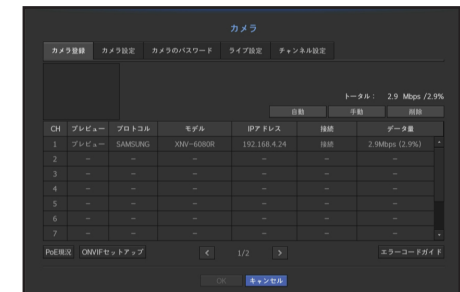 カメラ
カメラ登録 カメラ設定 カメラのパスワード ライブ設定 チャンネル設定
トータル： 2.9 Mbps /2.9%
自動 手動 削除
CH プレビュー プロトコル モデル IPアドレス 接続 データ量
1 プレビュー SAMSUNG XNV-6080R 192.168.4.24 接続 2.9Mbps (2.9%)
2 - - - - - -
3 - - - - - -
4 - - - - - -
5 - - - - - -
6 - - - - - -
7 - - - - - -
PoE現況 ONVIFセットアップ < 1/2 > エラーコードガイド
OK キャンセル